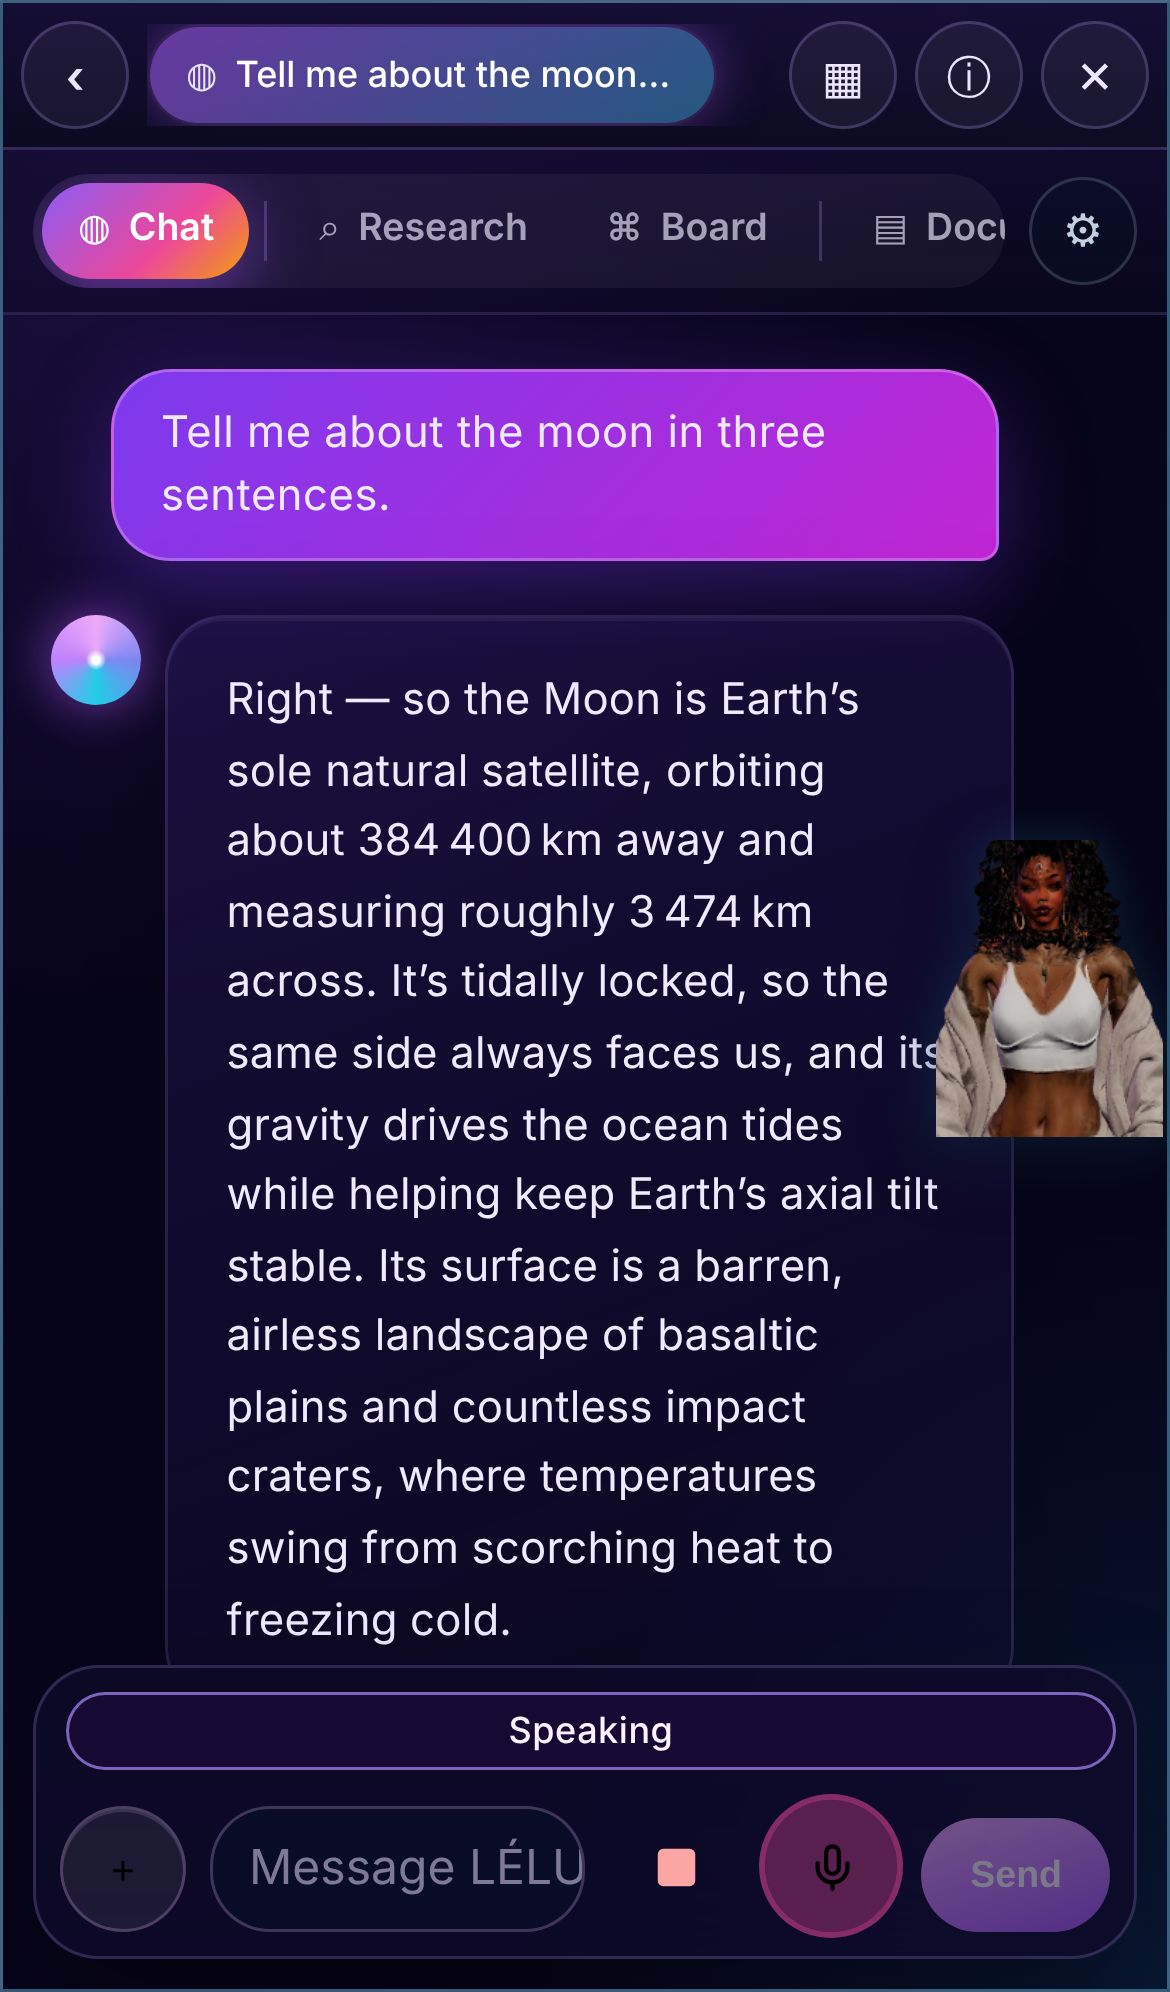 Tell me about the moon...
Chat
Research
Board
Docu
Tell me about the moon in three
sentences.
Right — so the Moon is Earth’s
sole natural satellite, orbiting
about 384 400 km away and
measuring roughly 3 474 km
across. It’s tidally locked, so the
same side always faces us, and its
gravity drives the ocean tides
while helping keep Earth’s axial tilt
stable. Its surface is a barren,
airless landscape of basaltic
plains and countless impact
craters, where temperatures
swing from scorching heat to
freezing cold.
Speaking
Message LÉLU
Send